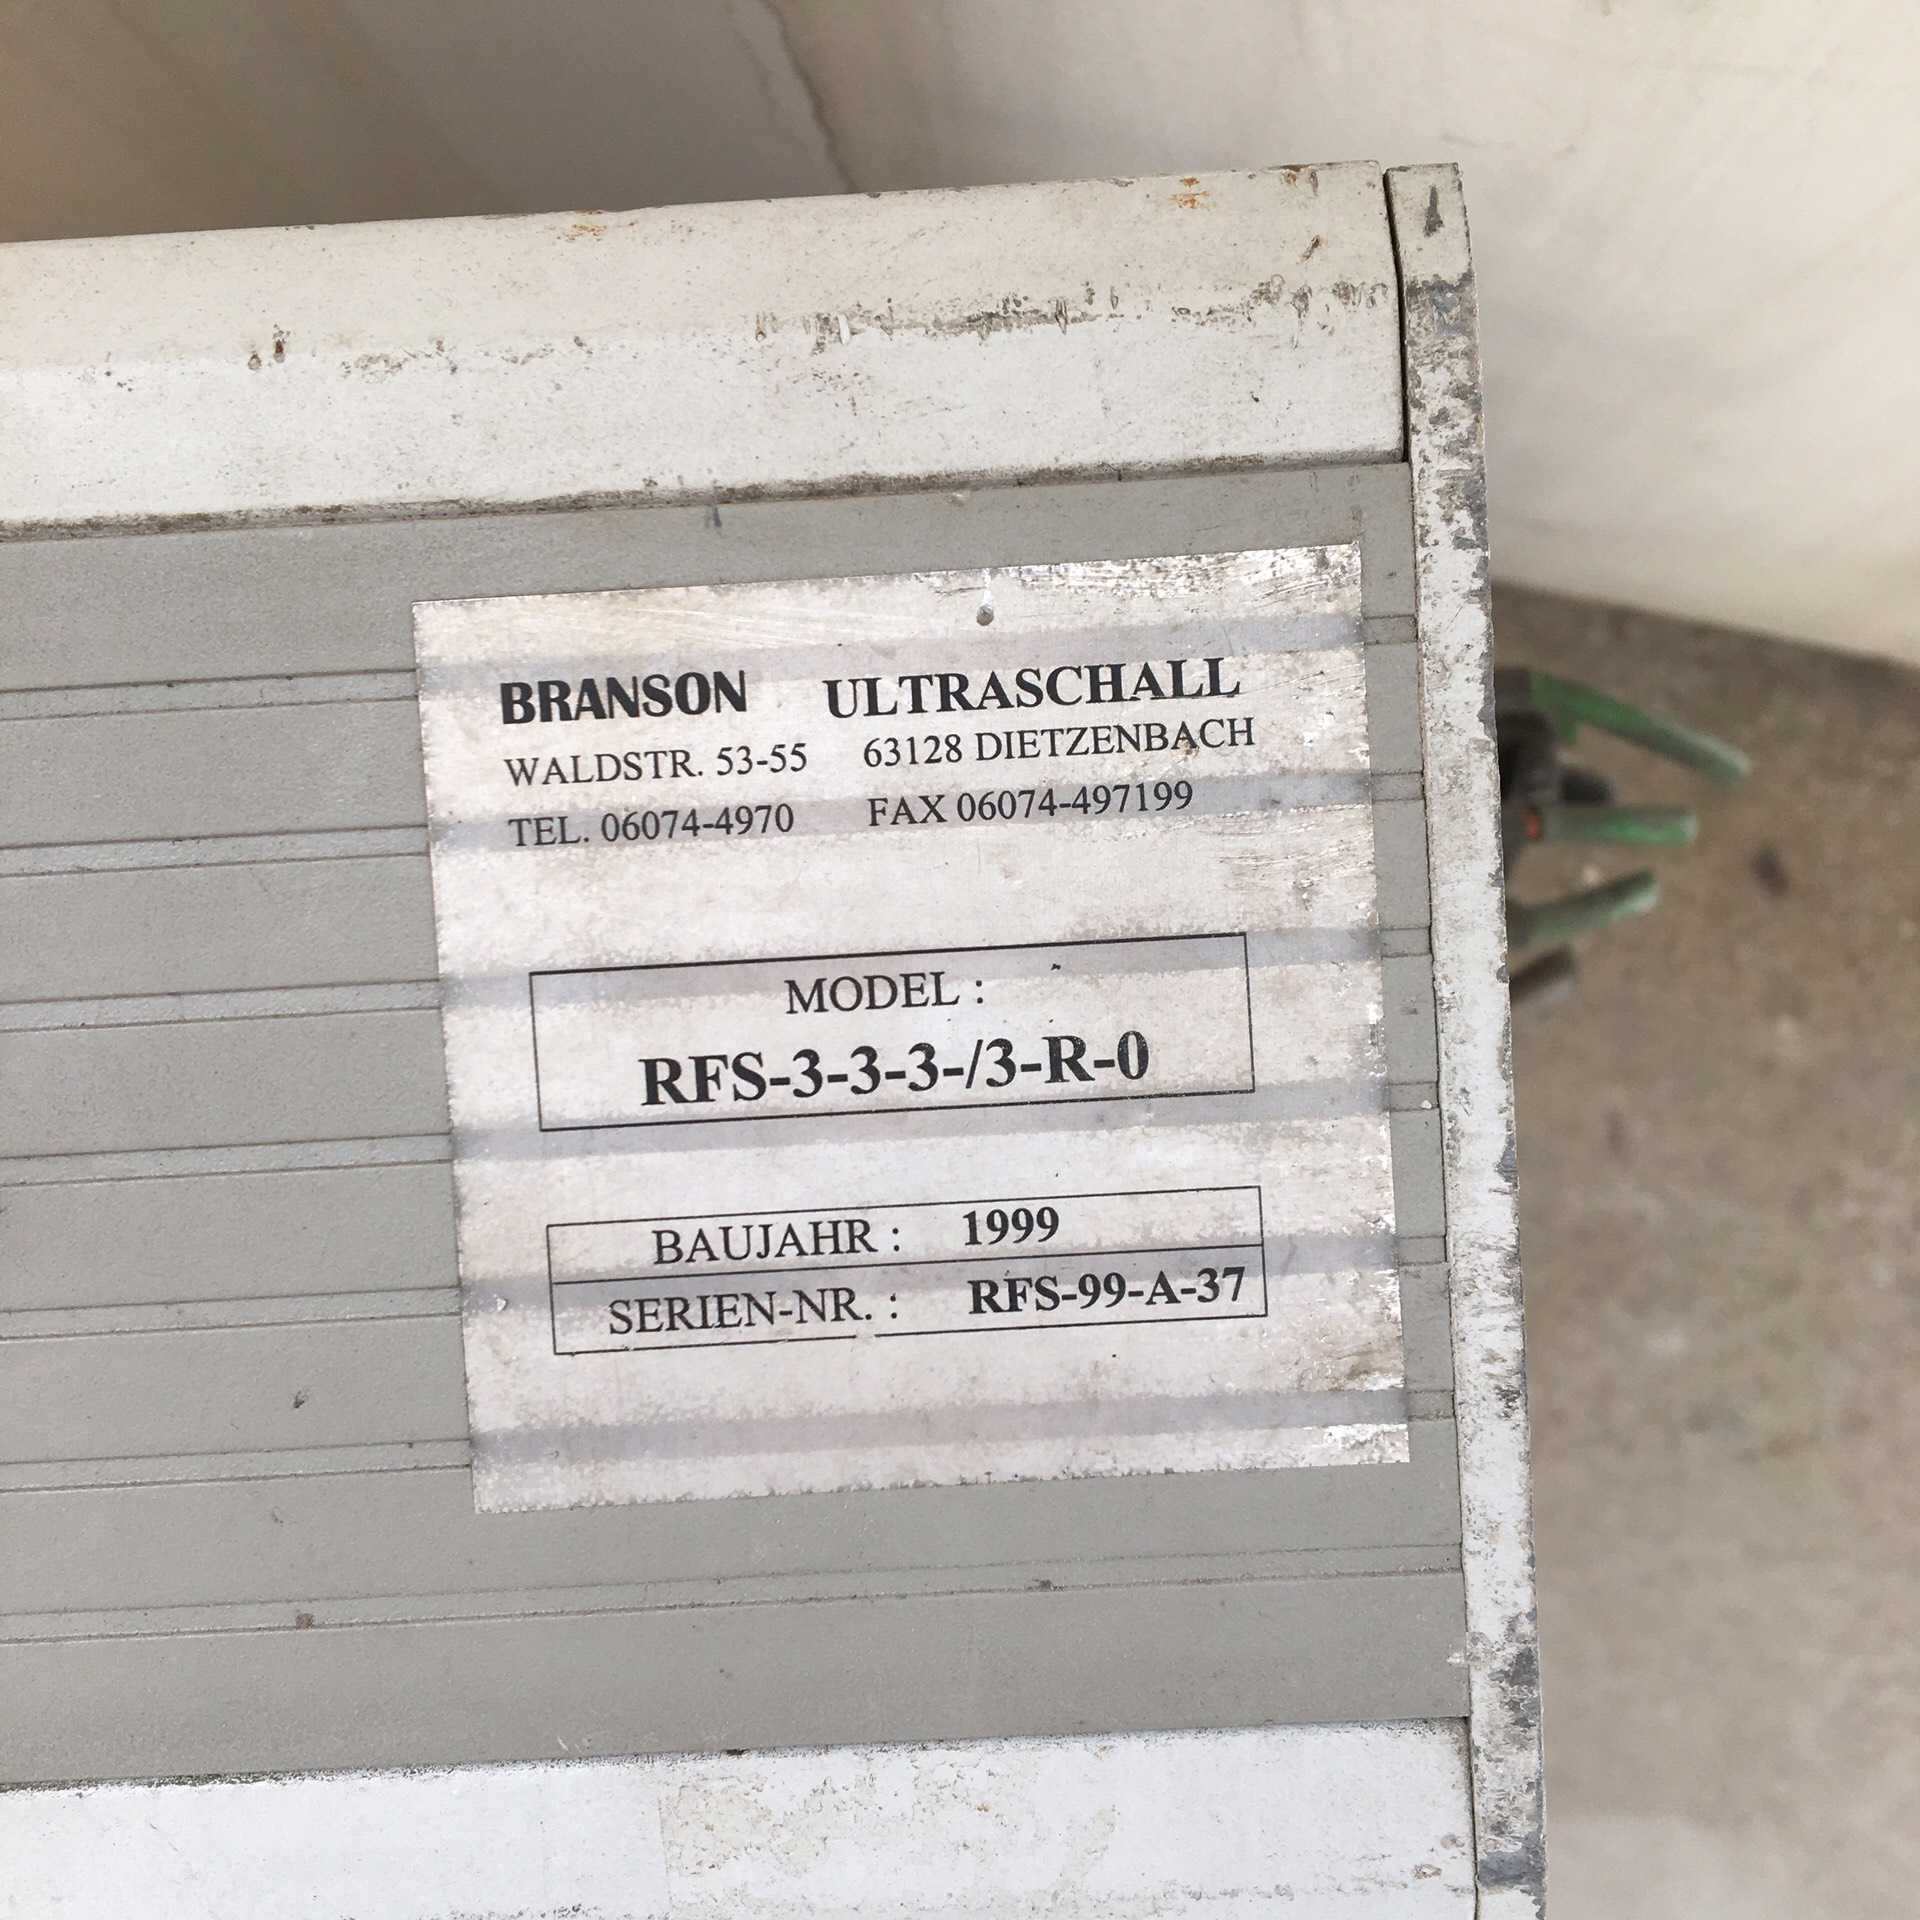 BRANSON ULTRASCHALL
WALDSTR. 53-55 63128 DIETZENBACH
TEL. 06074-4970 FAX 06074-497199
MODEL :
RFS-3-3-3-/3-R-0
BAUJAHR : 1999
SERIEN-NR. : RFS-99-A-37